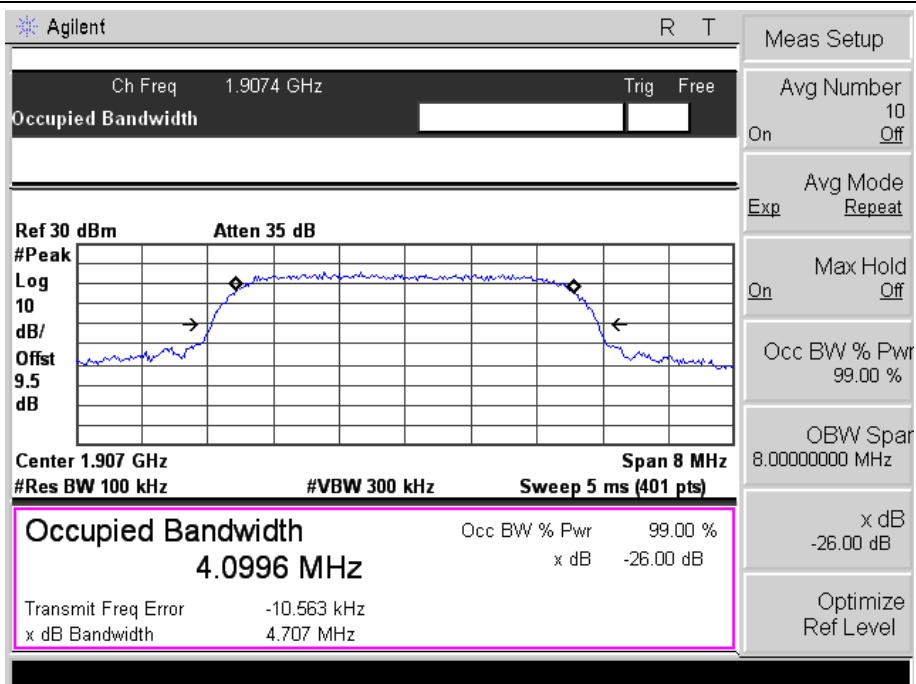 Agilent R T
Ch Freq 1.9074 GHz Trig Free
Occupied Bandwidth
Ref 30 dBm Atten 35 dB
#Peak
Log
10
dB/
Offst
9.5
dB
Center 1.907 GHz Span 8 MHz
#Res BW 100 kHz #VBW 300 kHz Sweep 5 ms (401 pts)
Occupied Bandwidth Occ BW % Pwr 99.00 %
4.0996 MHz x dB -26.00 dB
Transmit Freq Error -10.563 kHz
x dB Bandwidth 4.707 MHz
Meas Setup
Avg Number
10
On Off
Avg Mode
Exp Repeat
Max Hold
On Off
Occ BW % Pwr
99.00 %
OBW Span
8.00000000 MHz
x dB
-26.00 dB
Optimize
Ref Level